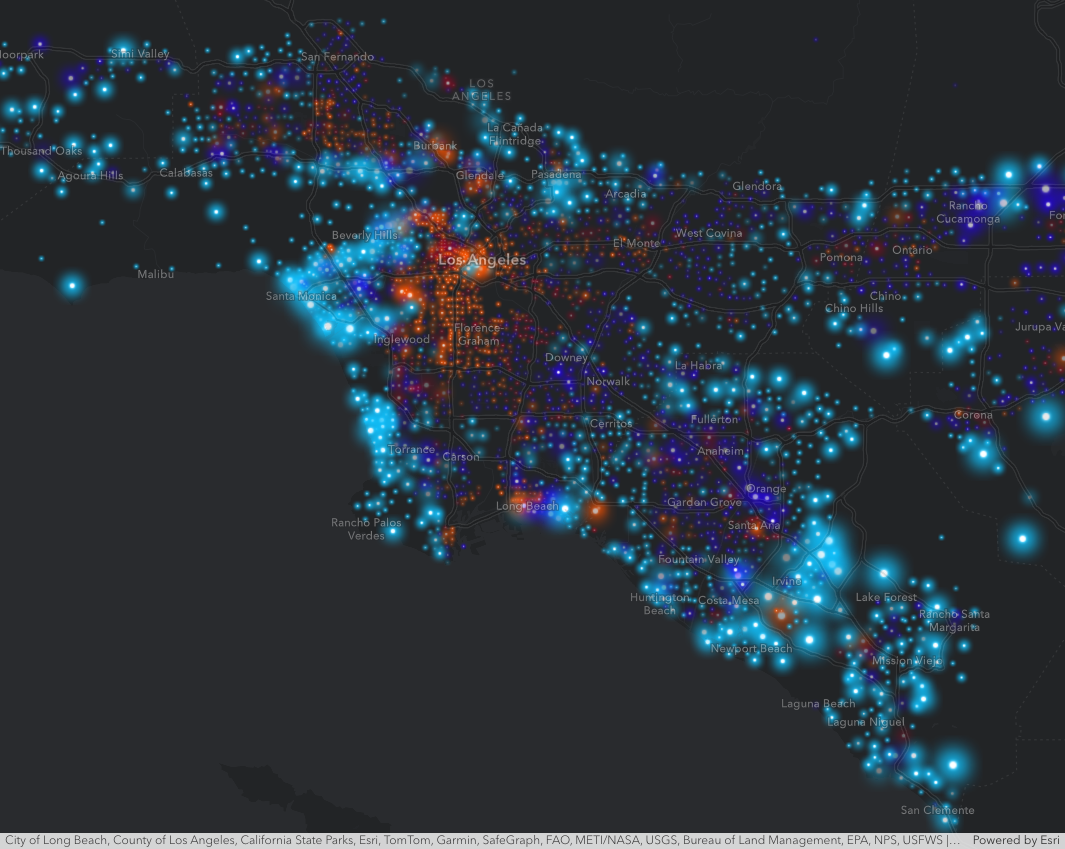 Moorpark
Simi Valley
San Fernando
LOS
ANGELES
La Cañada
Flintridge
Burbank
Thousand Oaks
Agoura Hills
Calabasas
Glendale
Pasadena
Arcadia
Glendora
Rancho
Cucamonga
Fon
Beverly Hills
West Covina
El Monte
Ontario
Pomona
Los Angeles
Malibu
Santa Monica
Chino
Chino Hills
Jurupa Va
Florence-
Graham
Inglewood
Downey
La Habra
Norwalk
Corona
Fullerton
Cerritos
Torrance
Carson
Anaheim
Orange
Long Beach
Garden Grove
Rancho Palos
Verdes
Santa Ana
Fountain Valley
Irvine
Huntington
Beach
Costa Mesa
Lake Forest
Rancho Santa
Margarita
Newport Beach
Mission Viejo
Laguna Beach
Laguna Niguel
San Clemente
City of Long Beach, County of Los Angeles, California State Parks, Esri, TomTom, Garmin, SafeGraph, FAO, METI/NASA, USGS, Bureau of Land Management, EPA, NPS, USFWS |... Powered by Esri